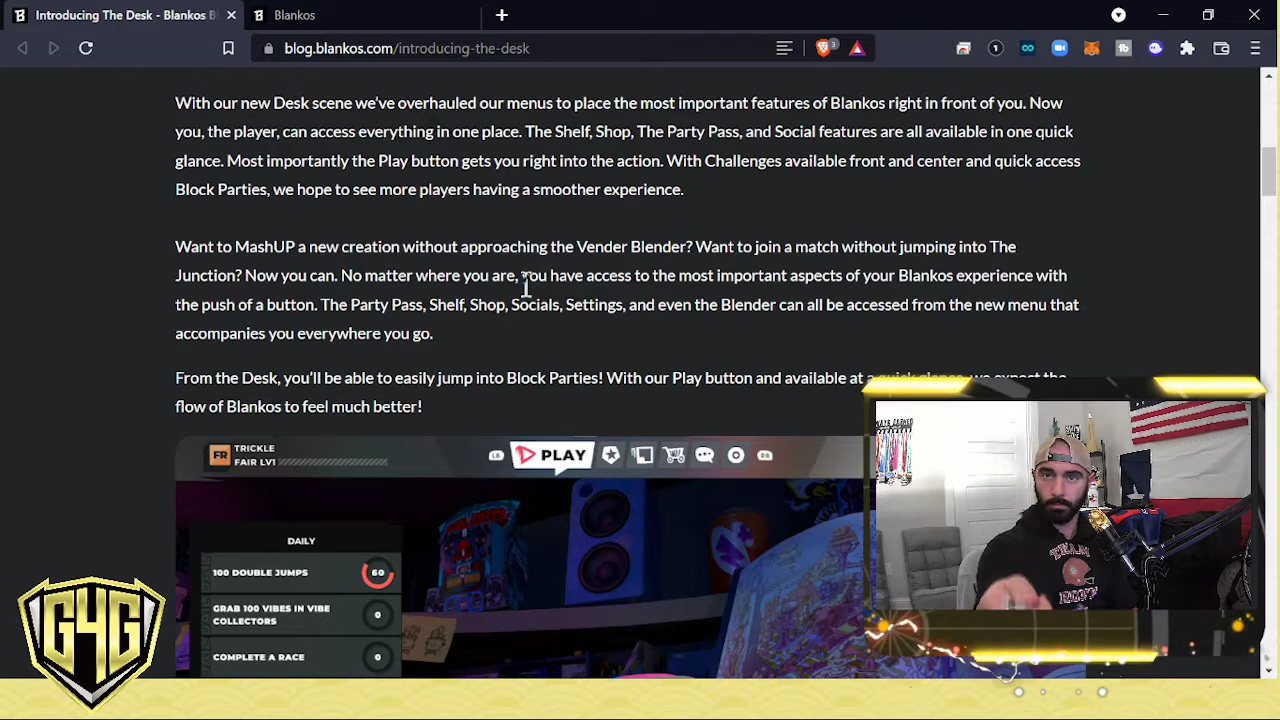 Introducing The Desk - Blankos B
Blankos
blog.blankos.com/introducing-the-desk
With our new Desk scene we've overhauled our menus to place the most important features of Blankos right in front of you. Now
you, the player, can access everything in one place. The Shelf, Shop, The Party Pass, and Social features are all available in one quick
glance. Most importantly the Play button gets you right into the action. With Challenges available front and center and quick access
Block Parties, we hope to see more players having a smoother experience.
Want to MashUP a new creation without approaching the Vender Blender? Want to join a match without jumping into The
Junction? Now you can. No matter where you are, you have access to the most important aspects of your Blankos experience with
the push of a button. The Party Pass, Shelf, Shop, Socials, Settings, and even the Blender can all be accessed from the new menu that
accompanies you everywhere you go.
From the Desk, you'll be able to easily jump into Block Parties! With our Play button and available at a quick glance, we expect the
flow of Blankos to feel much better!
FR TRICKLE
FAIR LV1
LB PLAY RB
DAILY
100 DOUBLE JUMPS 60
GRAB 100 VIBES IN VIBE
COLLECTORS 0
COMPLETE A RACE 0
G4G
TEAM